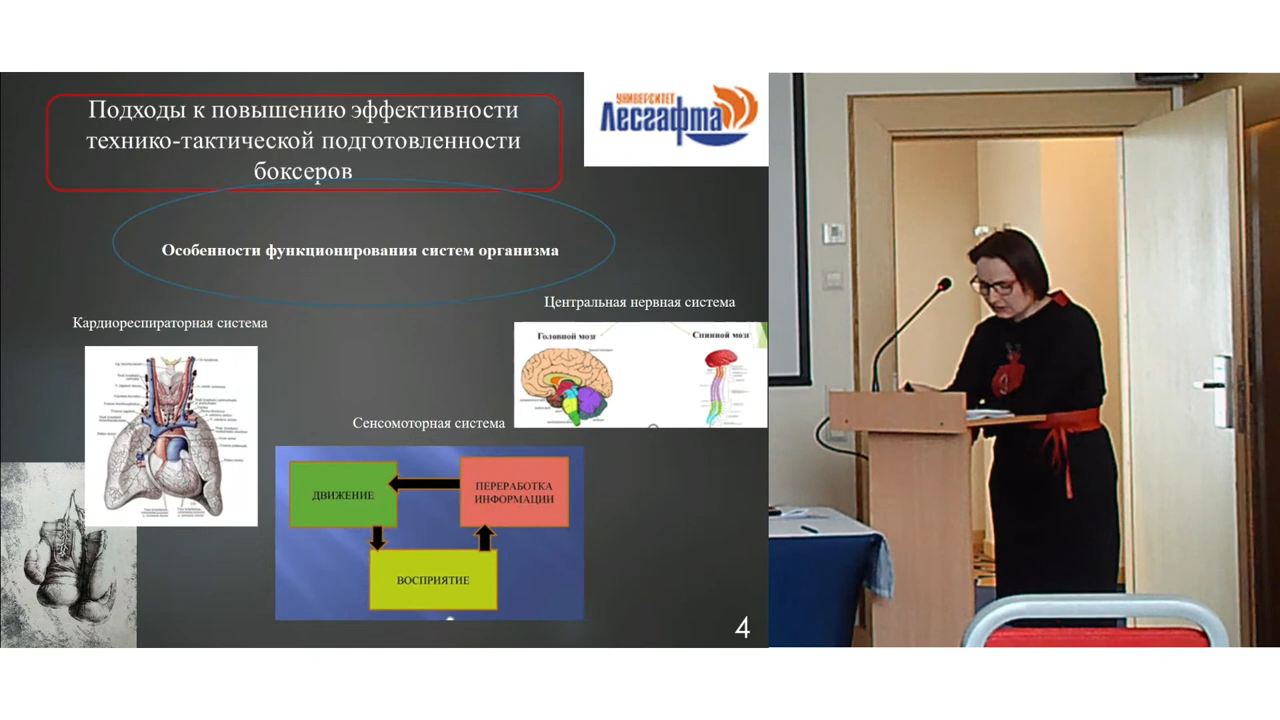 Подходы к повышению эффективности
технико-тактической подготовленности
боксеров
УНИВЕРСИТЕТ
Лесгафта
Особенности функционирования систем организма
Центральная нервная система
Кардиореспираторная система
Головной мозг
Спинной мозг
Сенсомоторная система
ДВИЖЕНИЕ
ПЕРЕРАБОТКА
ИНФОРМАЦИИ
ВОСПРИЯТИЕ
4